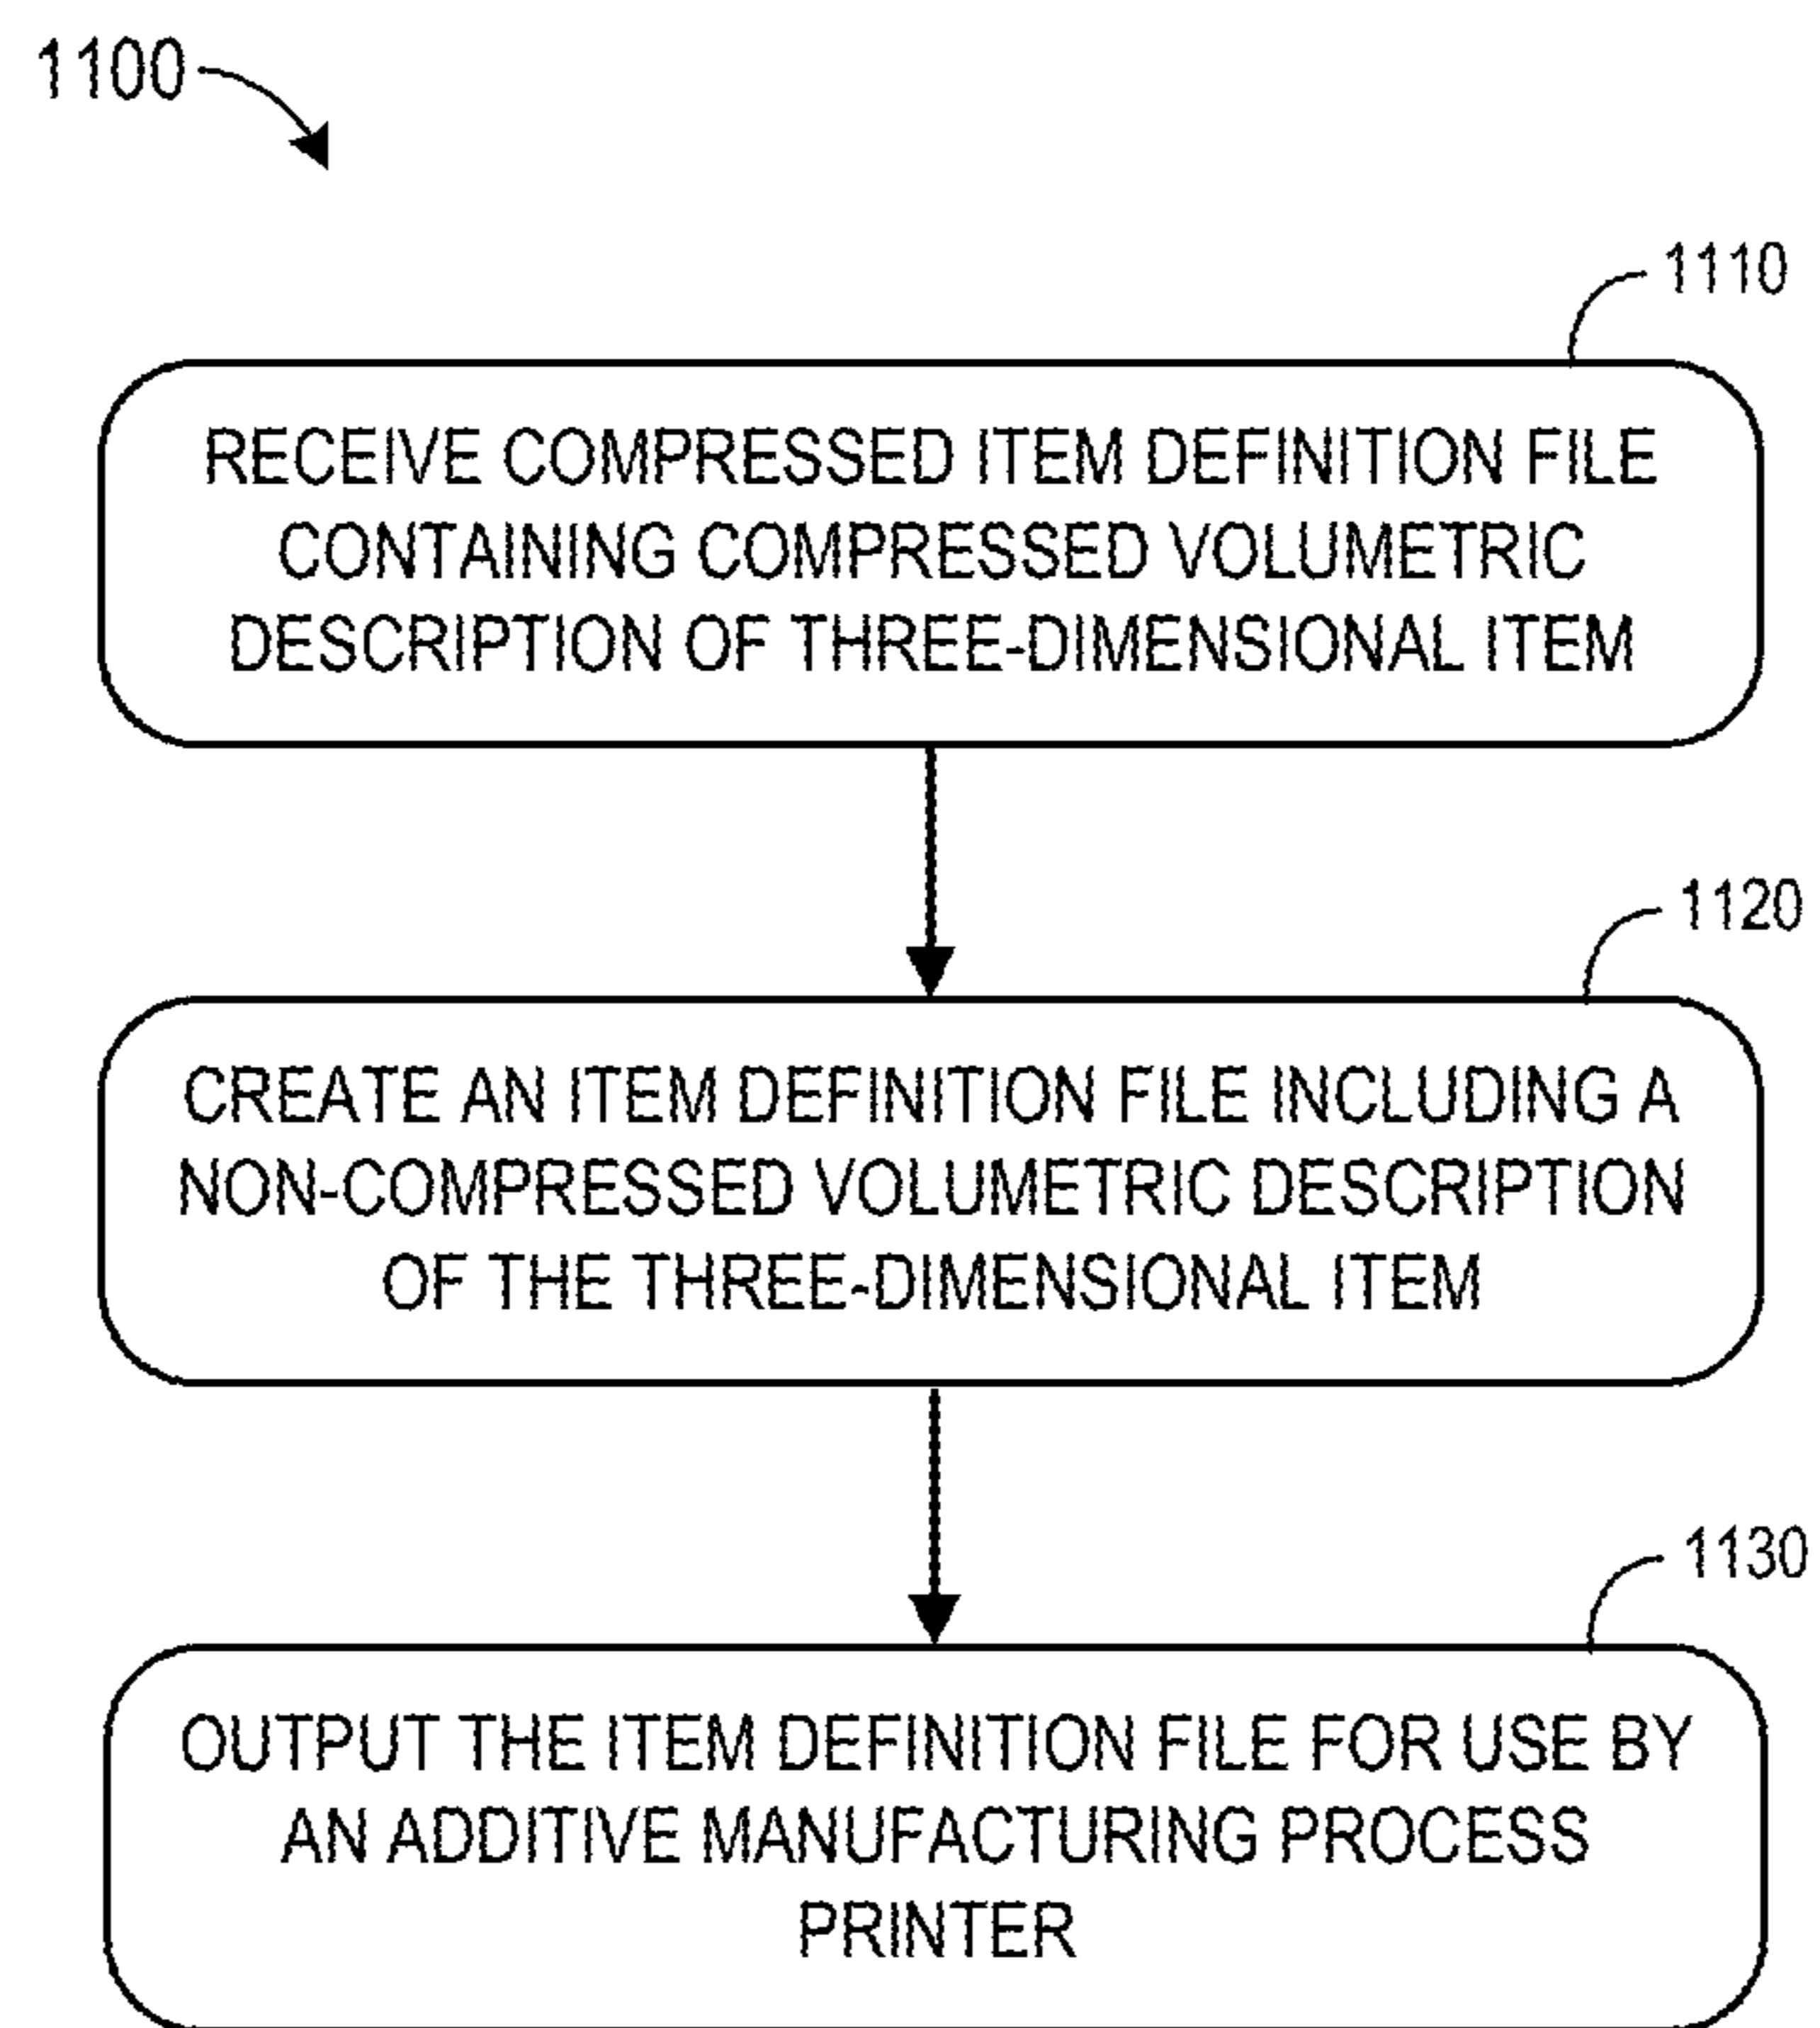 1100
1110
RECEIVE COMPRESSED ITEM DEFINITION FILE
CONTAINING COMPRESSED VOLUMETRIC
DESCRIPTION OF THREE-DIMENSIONAL ITEM
1120
CREATE AN ITEM DEFINITION FILE INCLUDING A
NON-COMPRESSED VOLUMETRIC DESCRIPTION
OF THE THREE-DIMENSIONAL ITEM
1130
OUTPUT THE ITEM DEFINITION FILE FOR USE BY
AN ADDITIVE MANUFACTURING PROCESS
PRINTER